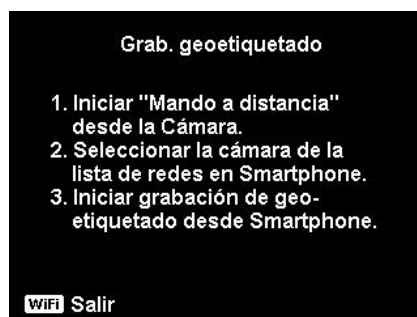 Grab. geoetiquetado
1. Iniciar "Mando a distancia"
desde la Cámara.
2. Seleccionar la cámara de la
lista de redes en Smartphone.
3. Iniciar grabación de geo-
etiquetado desde Smartphone.
WiFi Salir